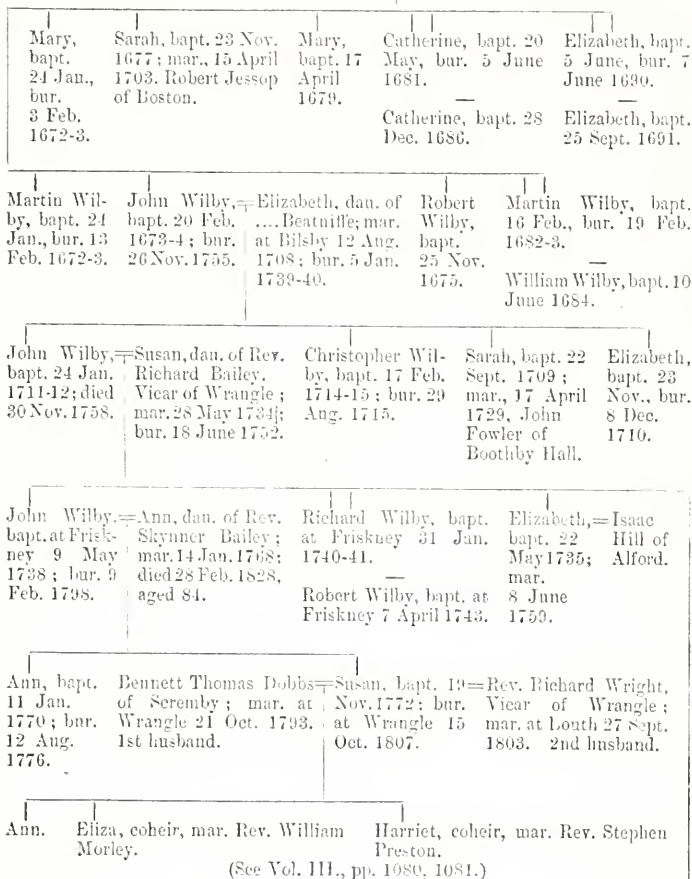 Mary,
bapt.
24 Jan.,
bur.
3 Feb.
1672-3.
Sarah, bapt. 23 Nov.
1677; mar., 15 April
1703. Robert Jessop
of Boston.
Mary,
bapt. 17
April
1679.
Catherine, bapt. 20
May, bur. 5 June
1681.
—
Catherine, bapt. 28
Dec. 1686.
Elizabeth, bapt.
5 June, bur. 7
June 1690.
—
Elizabeth, bapt.
25 Sept. 1691.
Martin Wil-
by, bapt. 24
Jan., bur. 13
Feb. 1672-3.
John Wilby,=
bapt. 20 Feb.
1673-4; bur.
26 Nov. 1755.
Elizabeth, dau. of
....Beatniffe; mar.
at Bilsby 12 Aug.
1708; bur. 5 Jan.
1739-40.
Robert
Wilby,
bapt.
25 Nov.
1675.
Martin Wilby, bapt.
16 Feb., bur. 19 Feb.
1682-3.
—
William Wilby, bapt. 10
June 1684.
John Wilby,=
bapt. 24 Jan.
1711-12; died
30 Nov. 1758.
Susan, dau. of Rev.
Richard Bailey,
Vicar of Wrangle;
mar. 28 May 1734;
bur. 18 June 1752.
Christopher Wil-
by, bapt. 17 Feb.
1714-15; bur. 29
Aug. 1715.
Sarah, bapt. 22
Sept. 1709;
mar., 17 April
1729, John
Fowler of
Boothby Hall.
Elizabeth,
bapt. 23
Nov., bur.
8 Dec.
1710.
John Wilby.=
bapt. at Frisk-
ney 9 May
1738; bur. 9
Feb. 1798.
Ann, dau. of Rev.
Skynner Bailey;
mar. 14 Jan. 1768;
died 28 Feb. 1828,
aged 84.
Richard Wilby, bapt.
at Friskney 31 Jan.
1740-41.
—
Robert Wilby, bapt. at
Friskney 7 April 1743.
Elizabeth,=
bapt. 22
May 1735;
mar.
8 June
1759.
Isaac
Hill of
Alford.
Ann, bapt.
11 Jan.
1770; bur.
12 Aug.
1776.
Bennett Thomas Dobbs=
of Scremby; mar. at
Wrangle 21 Oct. 1793.
1st husband.
Susan, bapt. 19=
Nov. 1772; bur.
at Wrangle 15
Oct. 1807.
Rev. Richard Wright,
Vicar of Wrangle;
mar. at Louth 27 Sept.
1803. 2nd husband.
Ann.
Eliza, coheir, mar. Rev. William
Morley.
Harriet, coheir, mar. Rev. Stephen
Preston.
(See Vol. III., pp. 1080, 1081.)